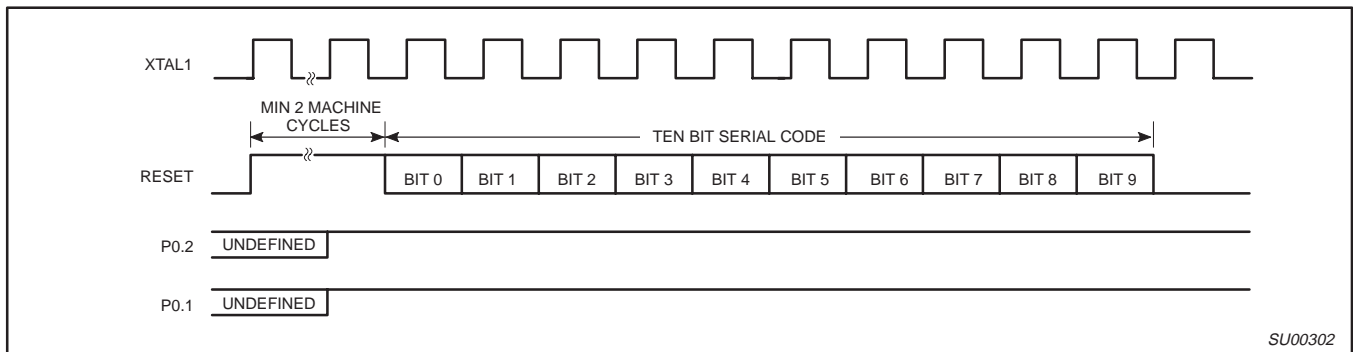 XTAL1
MIN 2 MACHINE
CYCLES
TEN BIT SERIAL CODE
RESET
BIT 0 BIT 1 BIT 2 BIT 3 BIT 4 BIT 5 BIT 6 BIT 7 BIT 8 BIT 9
P0.2 UNDEFINED
P0.1 UNDEFINED
SU00302